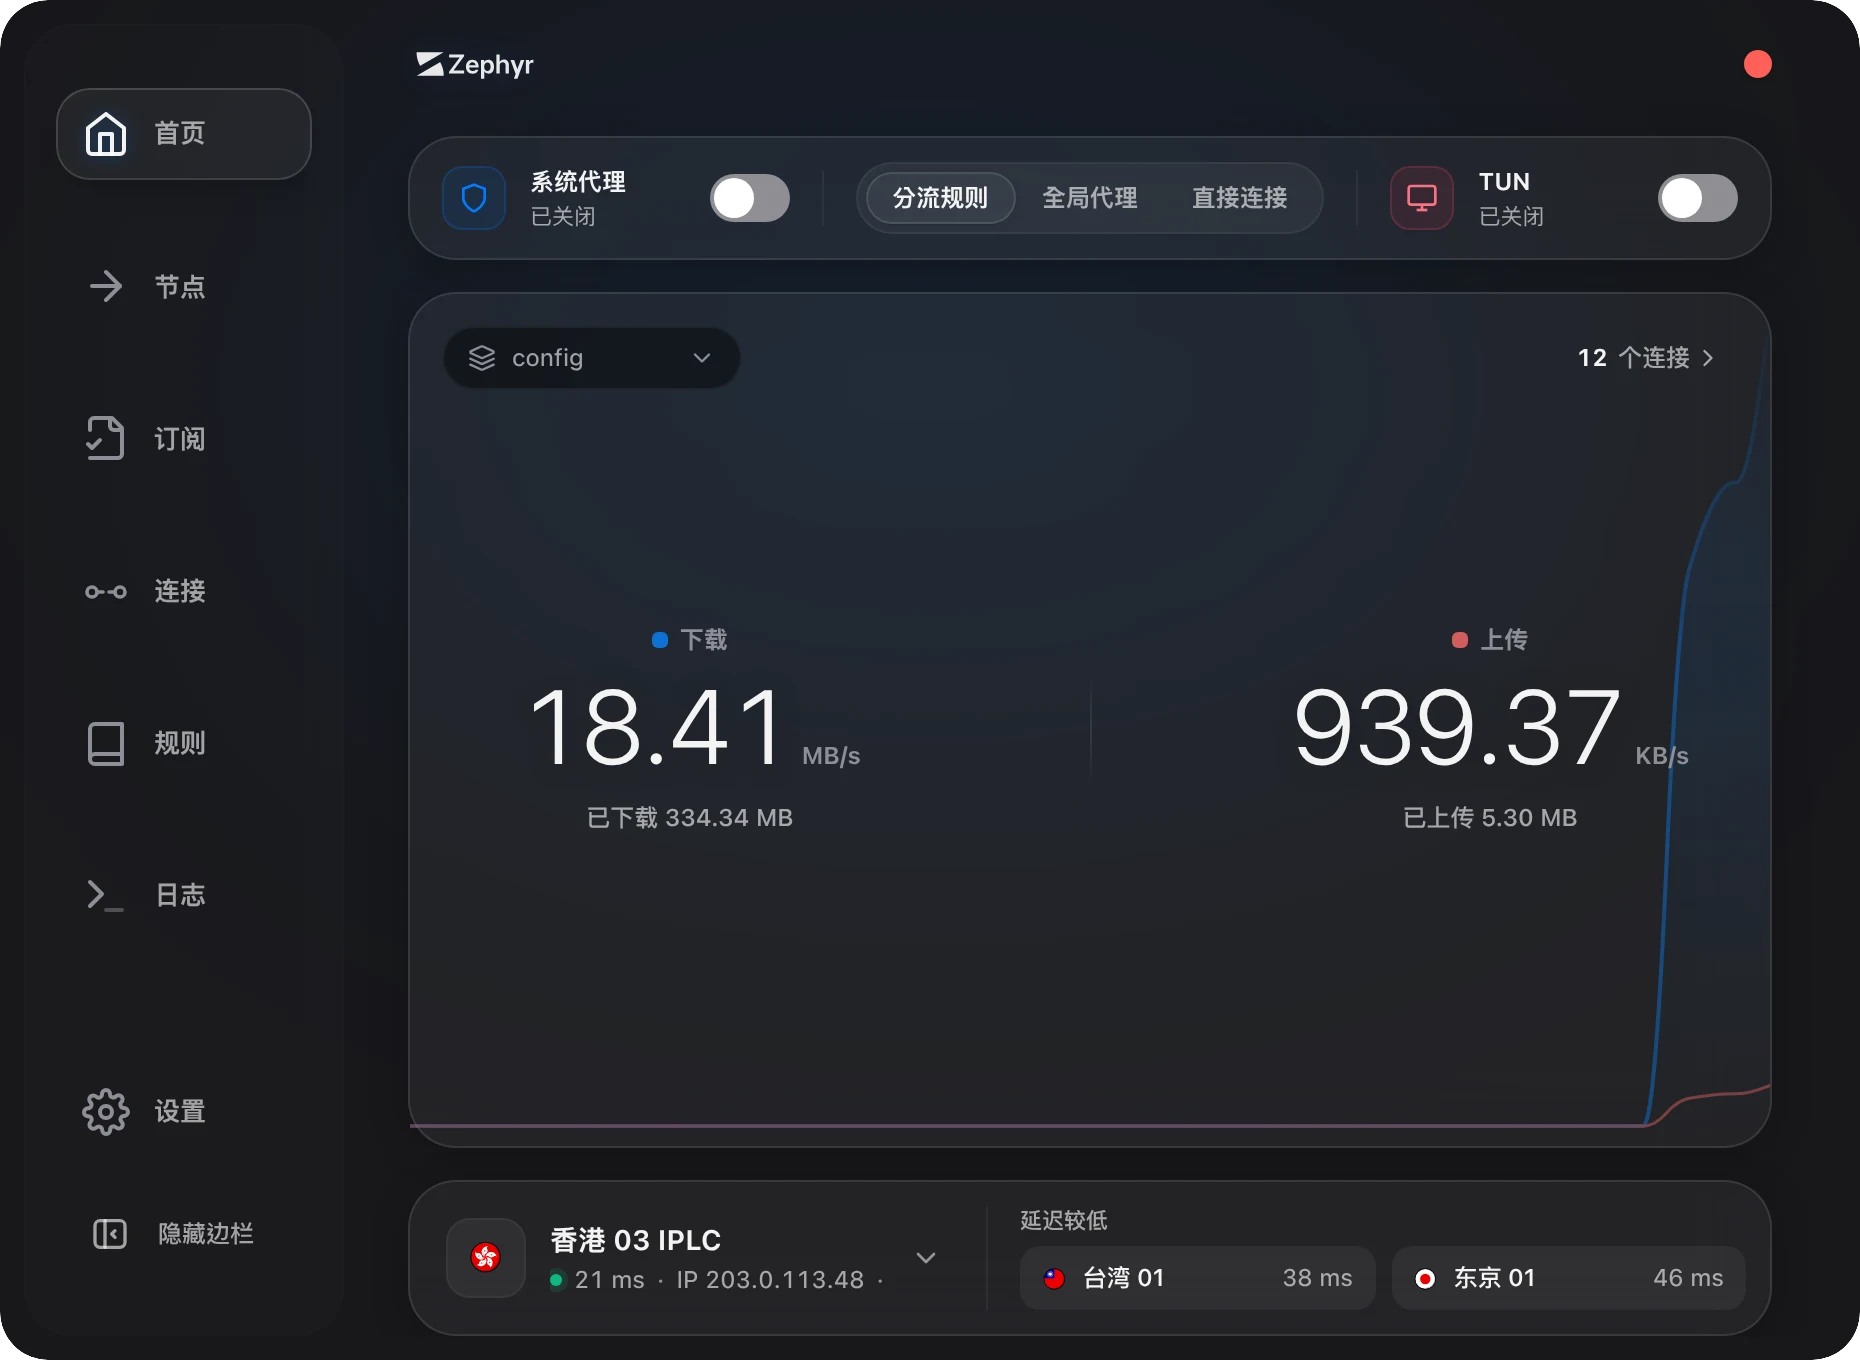 Zephyr
首页
节点
订阅
连接
规则
日志
设置
隐藏边栏
系统代理
已关闭
分流规则 全局代理 直接连接
TUN
已关闭
config
12 个连接
下载
18.41 MB/s
已下载 334.34 MB
上传
939.37 KB/s
已上传 5.30 MB
香港 03 IPLC
21 ms · IP 203.0.113.48 ·
延迟较低
台湾 01 38 ms
东京 01 46 ms